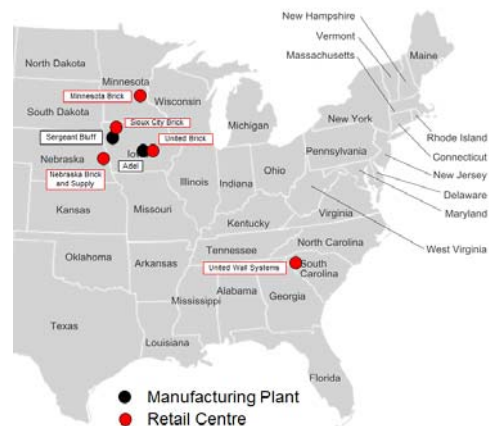 New Hampshire
Vermont
Massachusetts
Maine
North Dakota
Minnesota
Minnesota Brick
Wisconsin
South Dakota
Sioux City Brick
Michigan
New York
Sergeant Bluff
United Brick
Rhode Island
Adel
Pennsylvania
Connecticut
Nebraska
Ohio
New Jersey
Nebraska Brick
and Supply
Illinois
Indiana
Delaware
Maryland
Kansas
Missouri
Virginia
Kentucky
West Virginia
North Carolina
Tennessee
Oklahoma
Arkansas
United Wall Systems
South
Carolina
Alabama
Georgia
Mississippi
Texas
Louisiana
Florida
Manufacturing Plant
Retail Centre